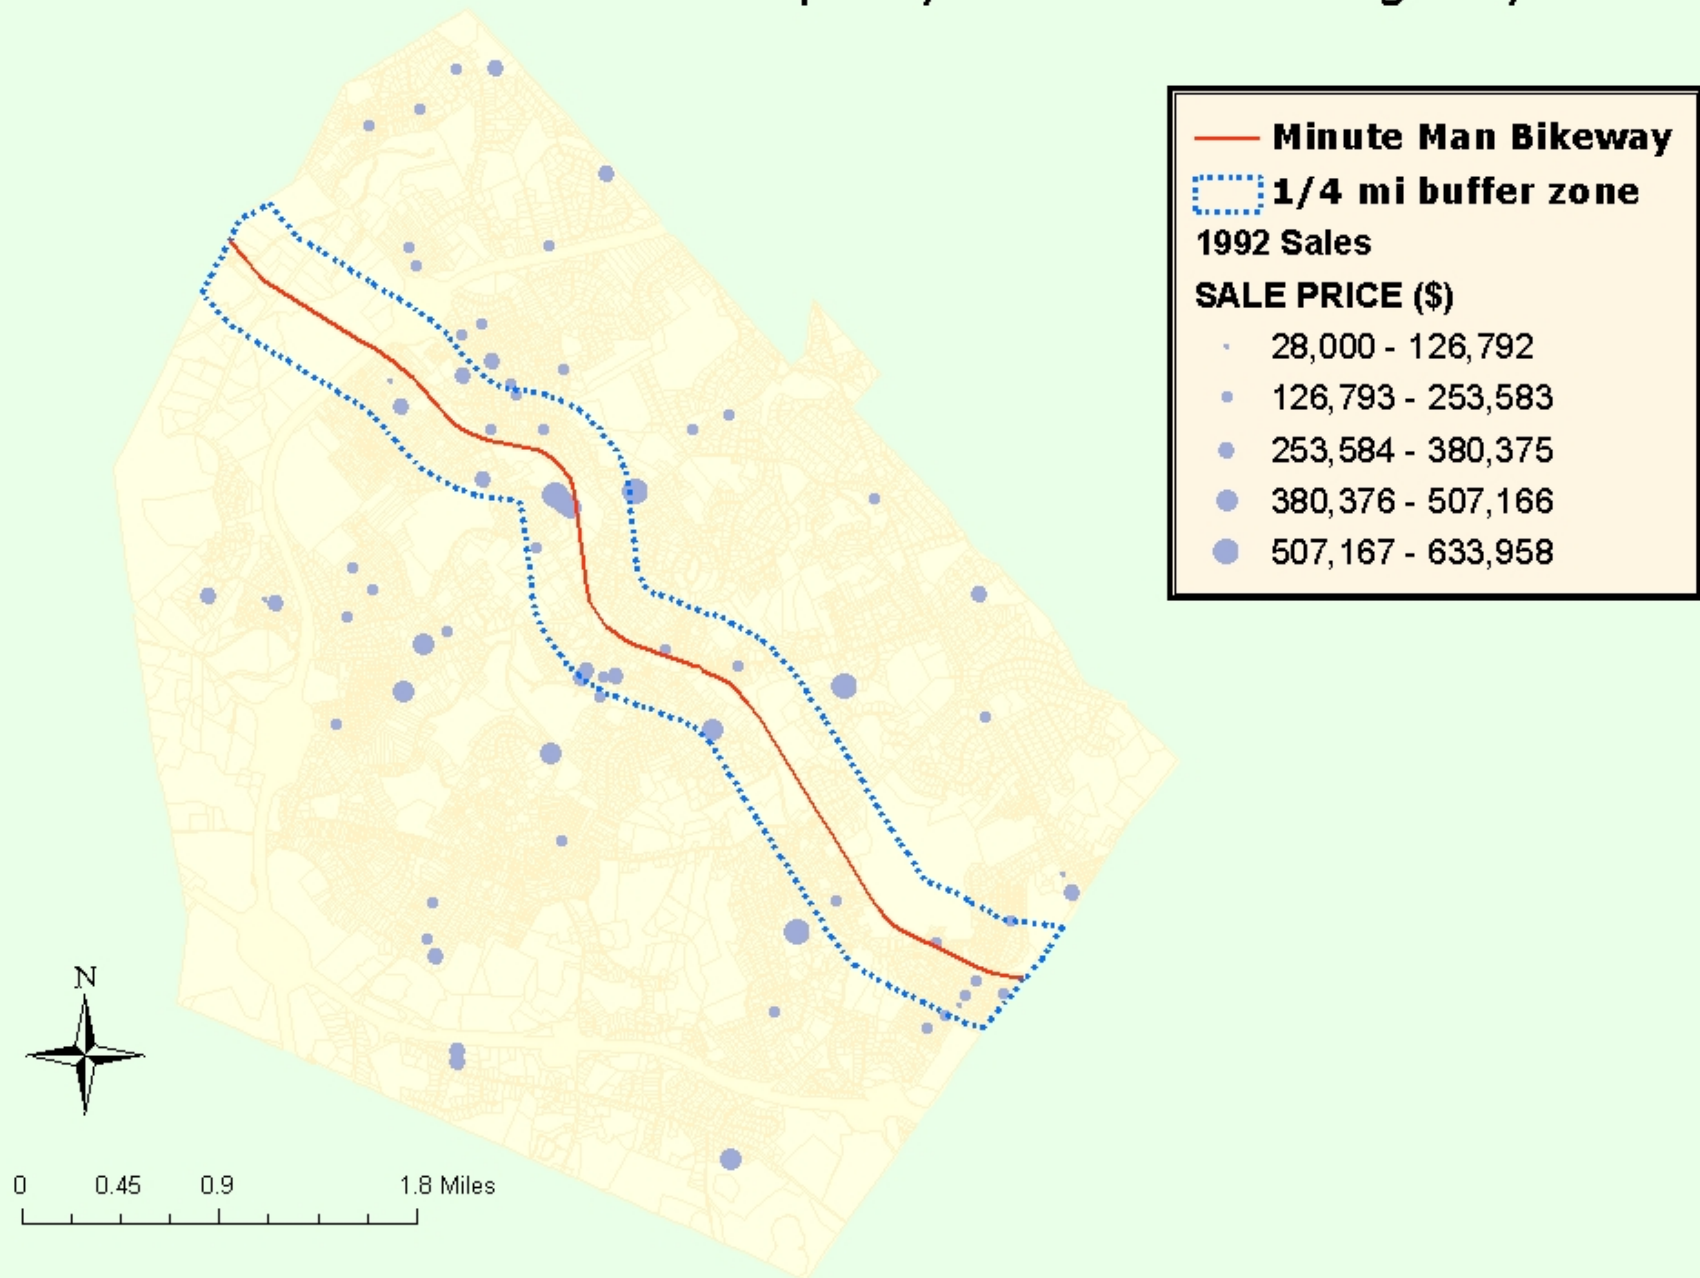 Minute Man Bikeway
1/4 mi buffer zone
1992 Sales
SALE PRICE ($)
28,000 - 126,792
126,793 - 253,583
253,584 - 380,375
380,376 - 507,166
507,167 - 633,958
N
0 0.45 0.9 1.8 Miles